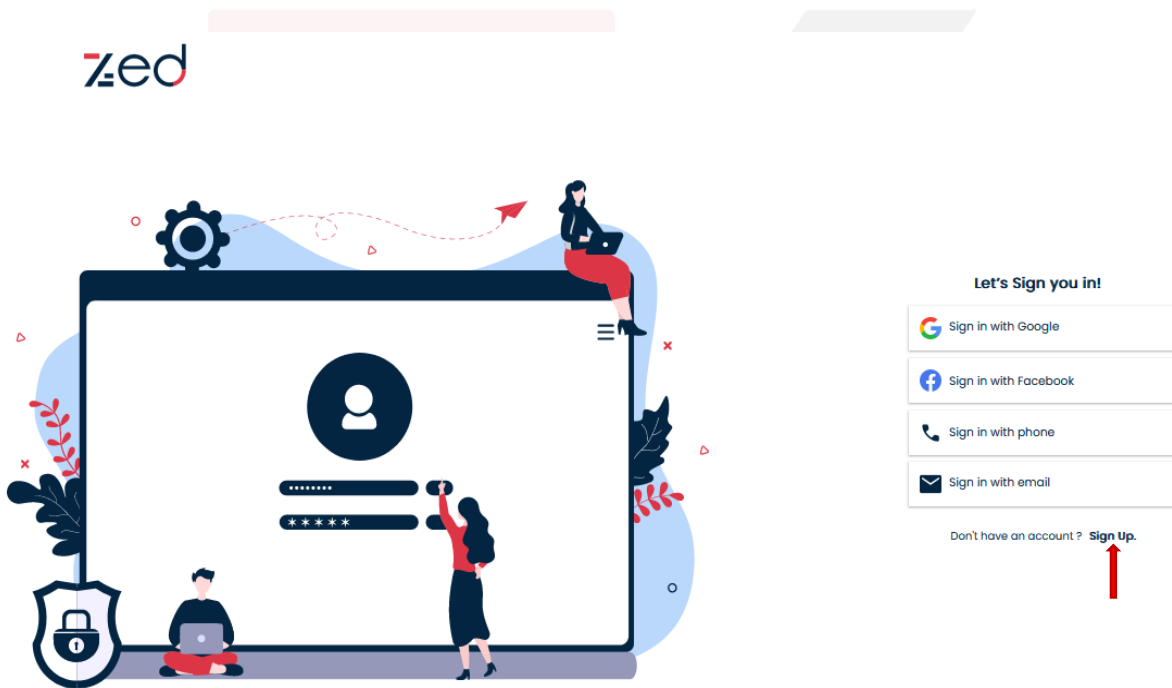 zed
Let's Sign you in!
Sign in with Google
Sign in with Facebook
Sign in with phone
Sign in with email
Don't have an account ? Sign Up.